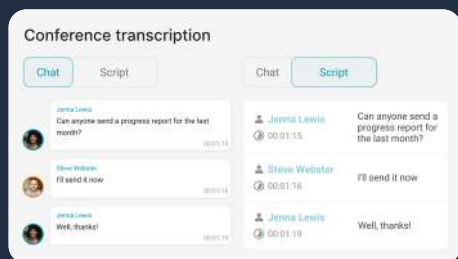 Conference transcription
Chat Script
Jenna Lewis
Can anyone send a progress report for the last
month?
00:01:15
Steve Webster
I'll send it now
00:01:16
Jenna Lewis
Well, thanks!
00:01:19
Chat Script
Jenna Lewis
00:01:15
Can anyone send a
progress report for
the last month?
Steve Webster
00:01:16
I'll send it now
Jenna Lewis
00:01:19
Well, thanks!